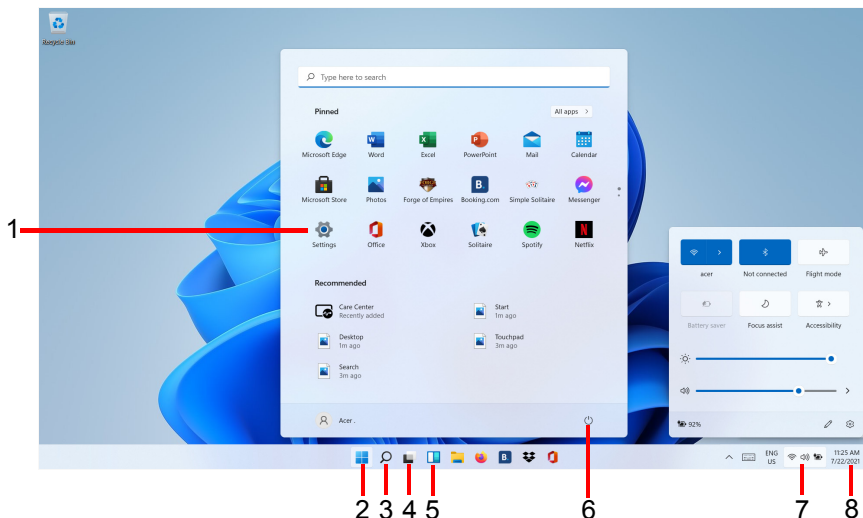 Recycle Bin
Type here to search
Pinned
All apps >
Microsoft Edge Word Excel PowerPoint Mail Calendar
Microsoft Store Photos Forge of Empires Booking.com Simple Solitaire Messenger
1
Settings Office Xbox Solitaire Spotify Netflix
Recommended
Care Center
Recently added
Start
1m ago
Desktop
1m ago
Touchpad
3m ago
Search
3m ago
Acer .
acer Not connected Flight mode
Battery saver Focus assist Accessibility
92%
B.
ENG
US
11:25 AM
7/22/2021
2 3 4 5 6 7 8